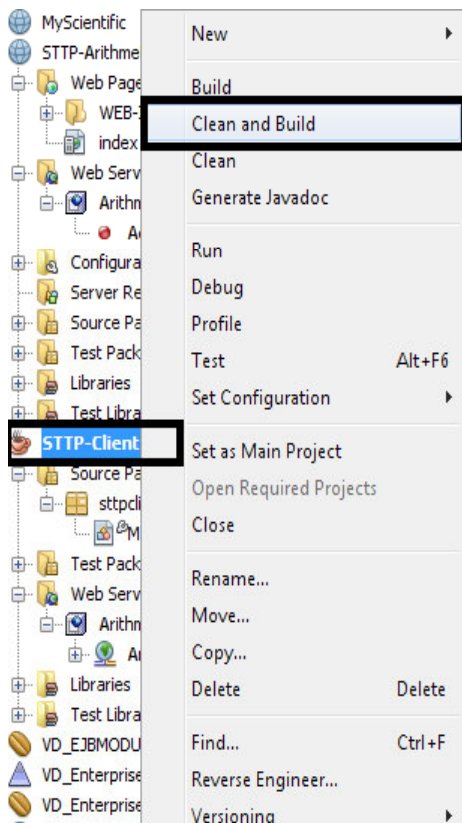 MyScientific
STTP-Arithme
Web Page
WEB-
index
Web Serv
Arithn
A
Configura
Server Re
Source Pa
Test Pack
Libraries
Test Libra
STTP-Client
Source Pa
sttpcli
M
Test Pack
Web Serv
Arithn
A
Libraries
Test Libra
VD_EJBMODU
VD_Enterprise
VD_Enterprise
New
Build
Clean and Build
Clean
Generate Javadoc
Run
Debug
Profile
Test Alt+F6
Set Configuration
Set as Main Project
Open Required Projects
Close
Rename...
Move...
Copy...
Delete Delete
Find... Ctrl+F
Reverse Engineer...
Versioning